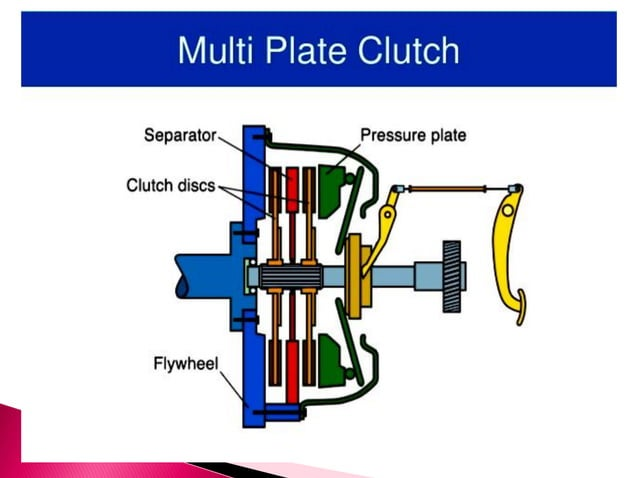 Multi Plate Clutch
Separator
Pressure plate
Clutch discs
Flywheel